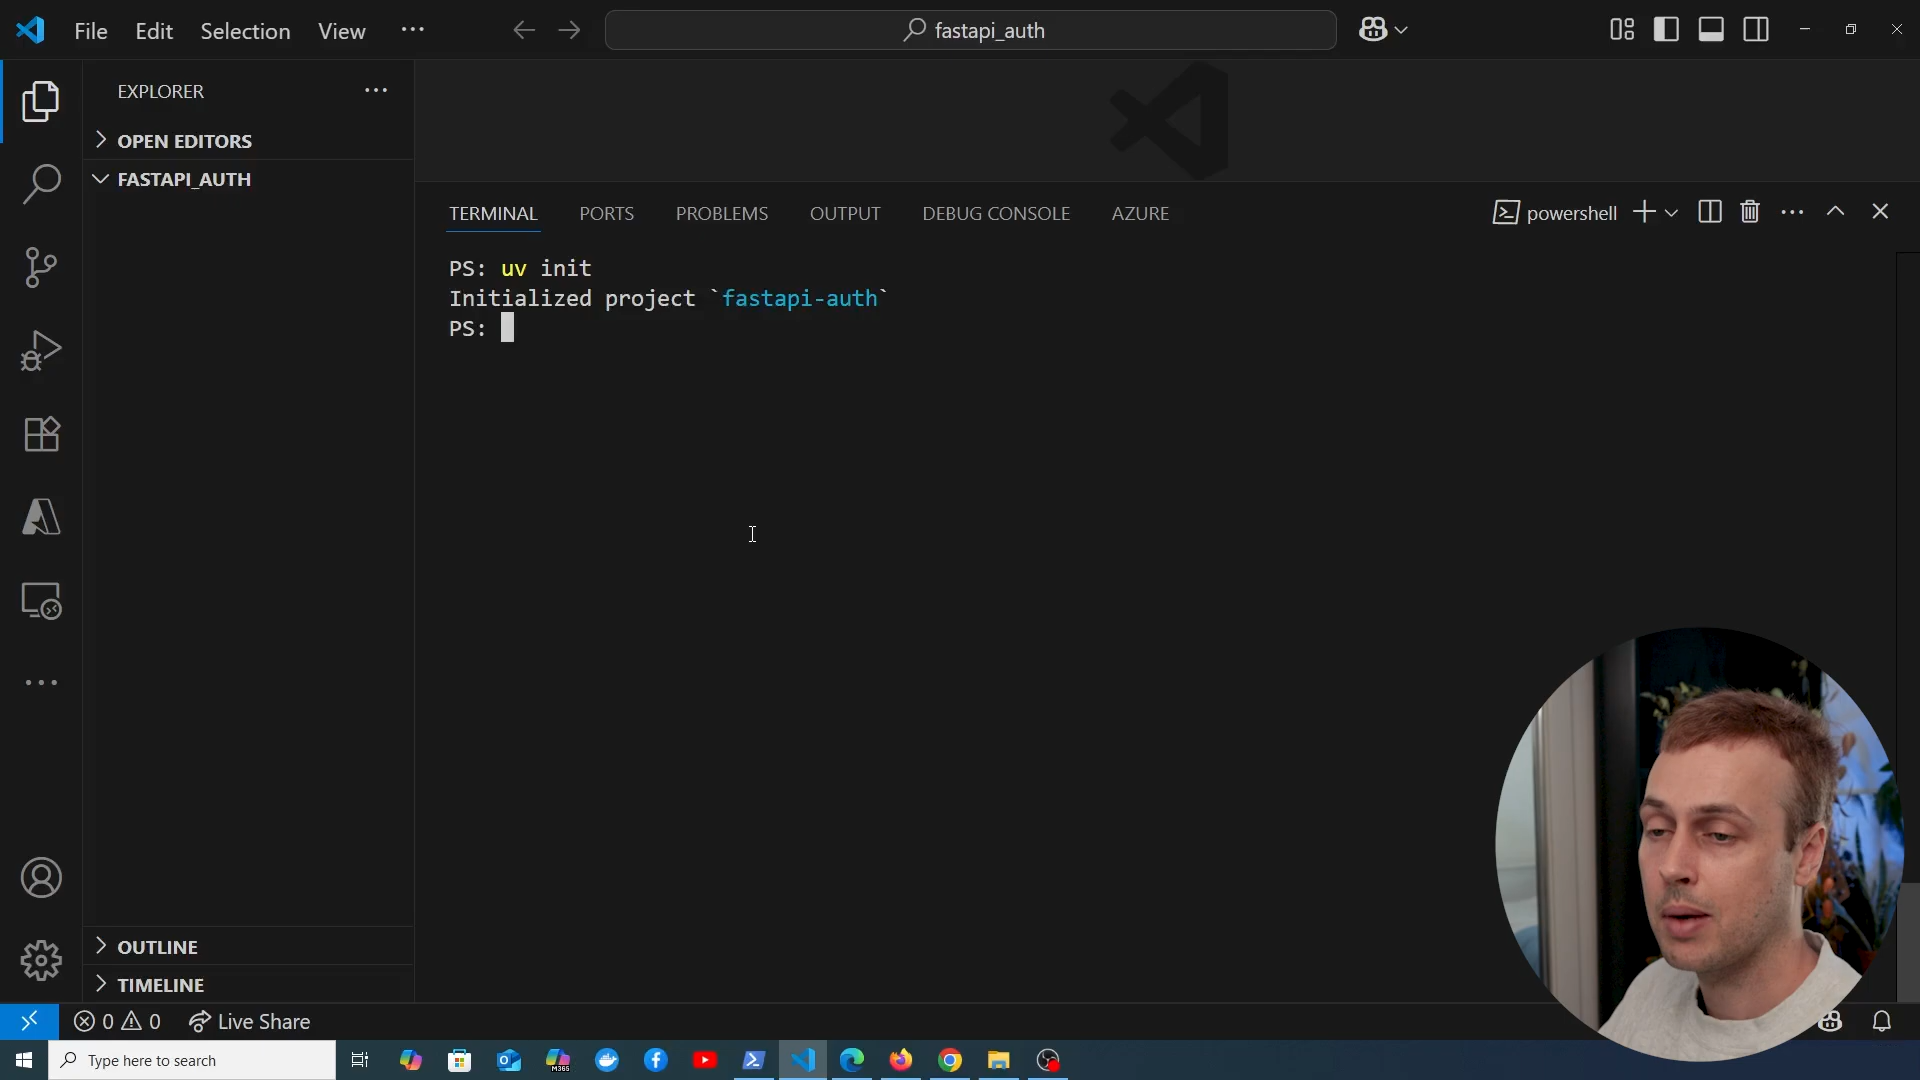 File Edit Selection View
fastapi_auth
EXPLORER
OPEN EDITORS
FASTAPI_AUTH
TERMINAL PORTS PROBLEMS OUTPUT DEBUG CONSOLE AZURE
powershell
PS: uv init
Initialized project `fastapi-auth`
PS:
OUTLINE
TIMELINE
0 0 Live Share
Type here to search
M365